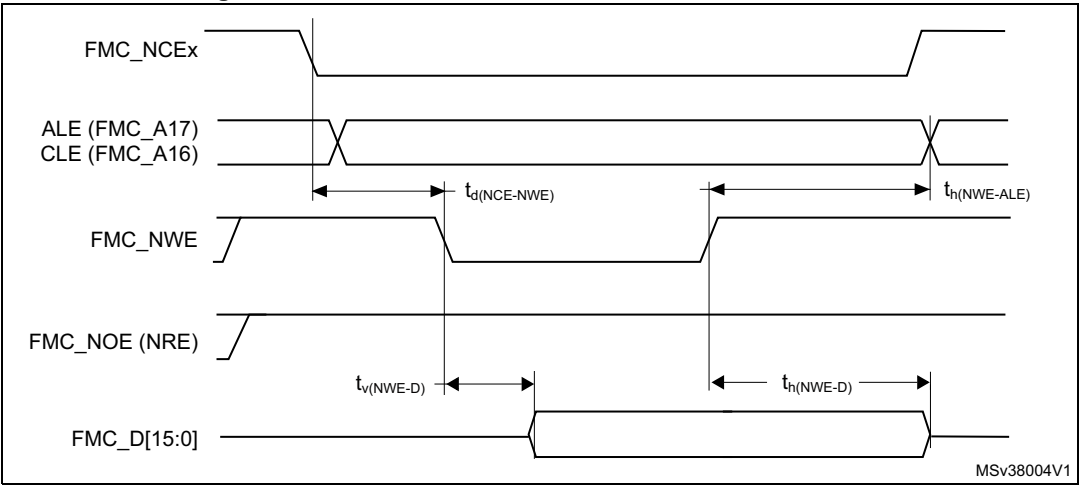 FMC_NCEx
ALE (FMC_A17)
CLE (FMC_A16)
td(NCE-NWE)
th(NWE-ALE)
FMC_NWE
FMC_NOE (NRE)
tv(NWE-D)
th(NWE-D)
FMC_D[15:0]
MSv38004V1